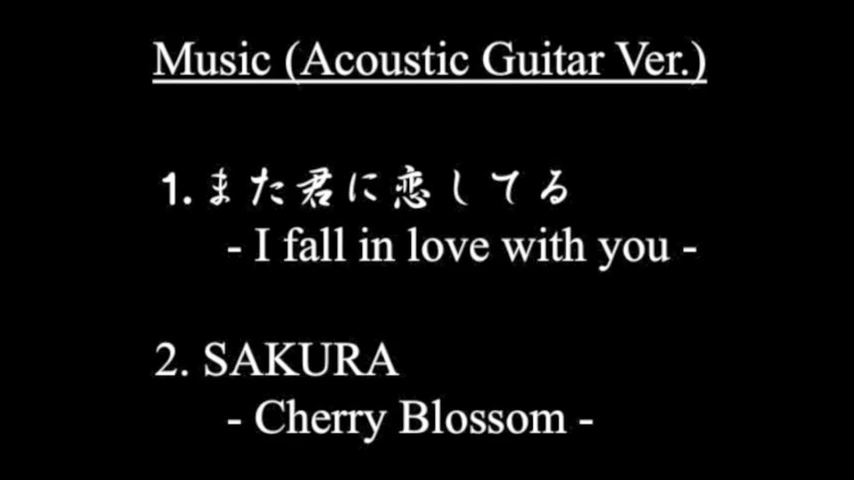 Music (Acoustic Guitar Ver.)
1. また君に恋してる
- I fall in love with you -
2. SAKURA
- Cherry Blossom -